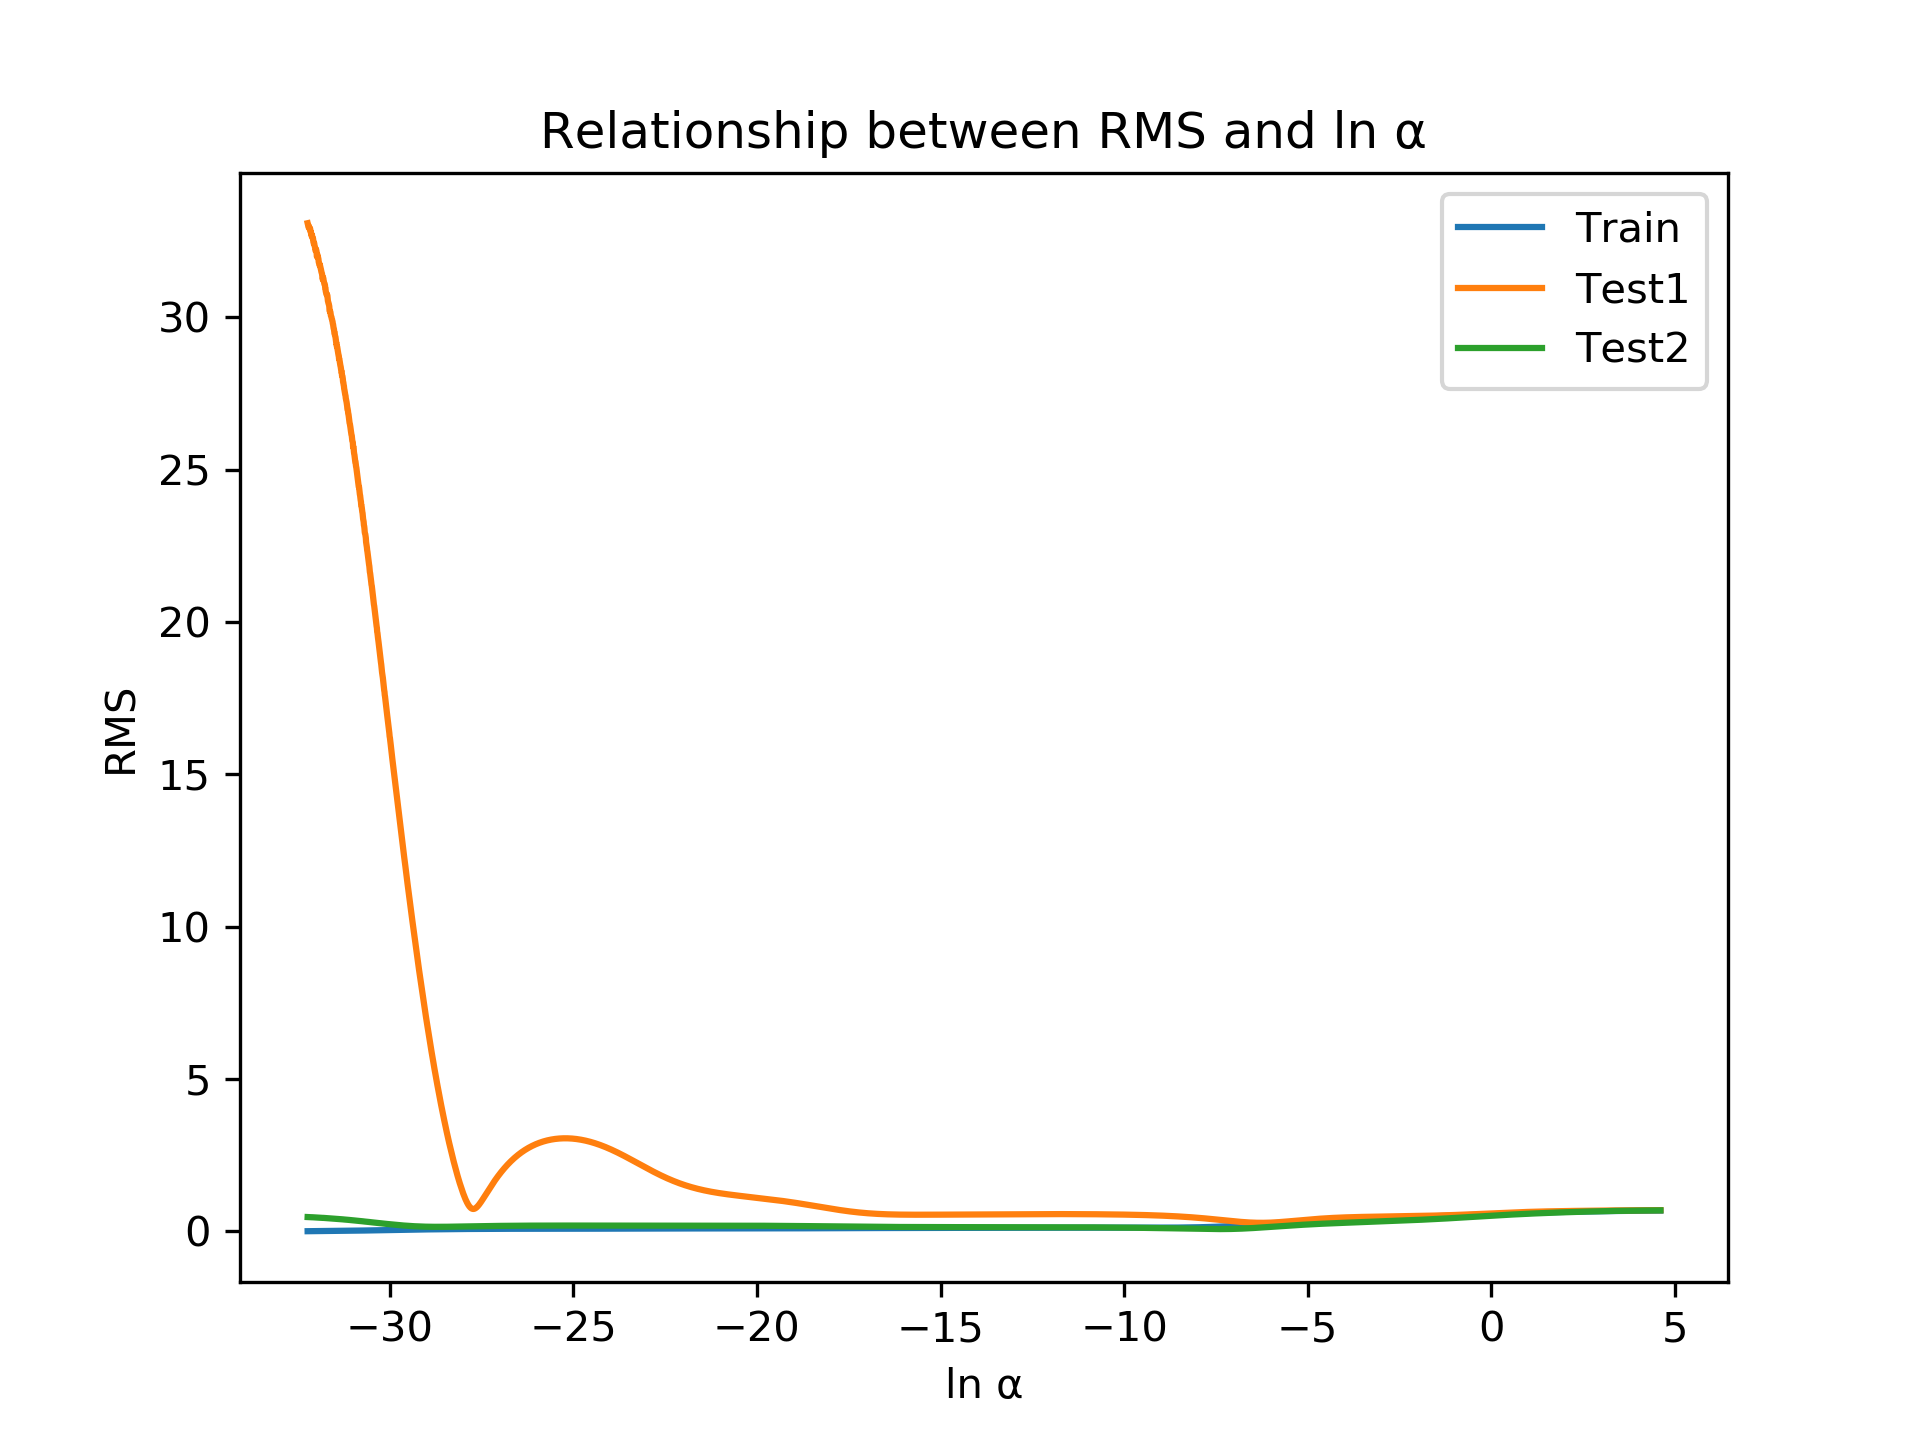 Relationship between RMS and ln α
Train
Test1
Test2
RMS
30
25
20
15
10
5
0
−30 −25 −20 −15 −10 −5 0 5
ln α